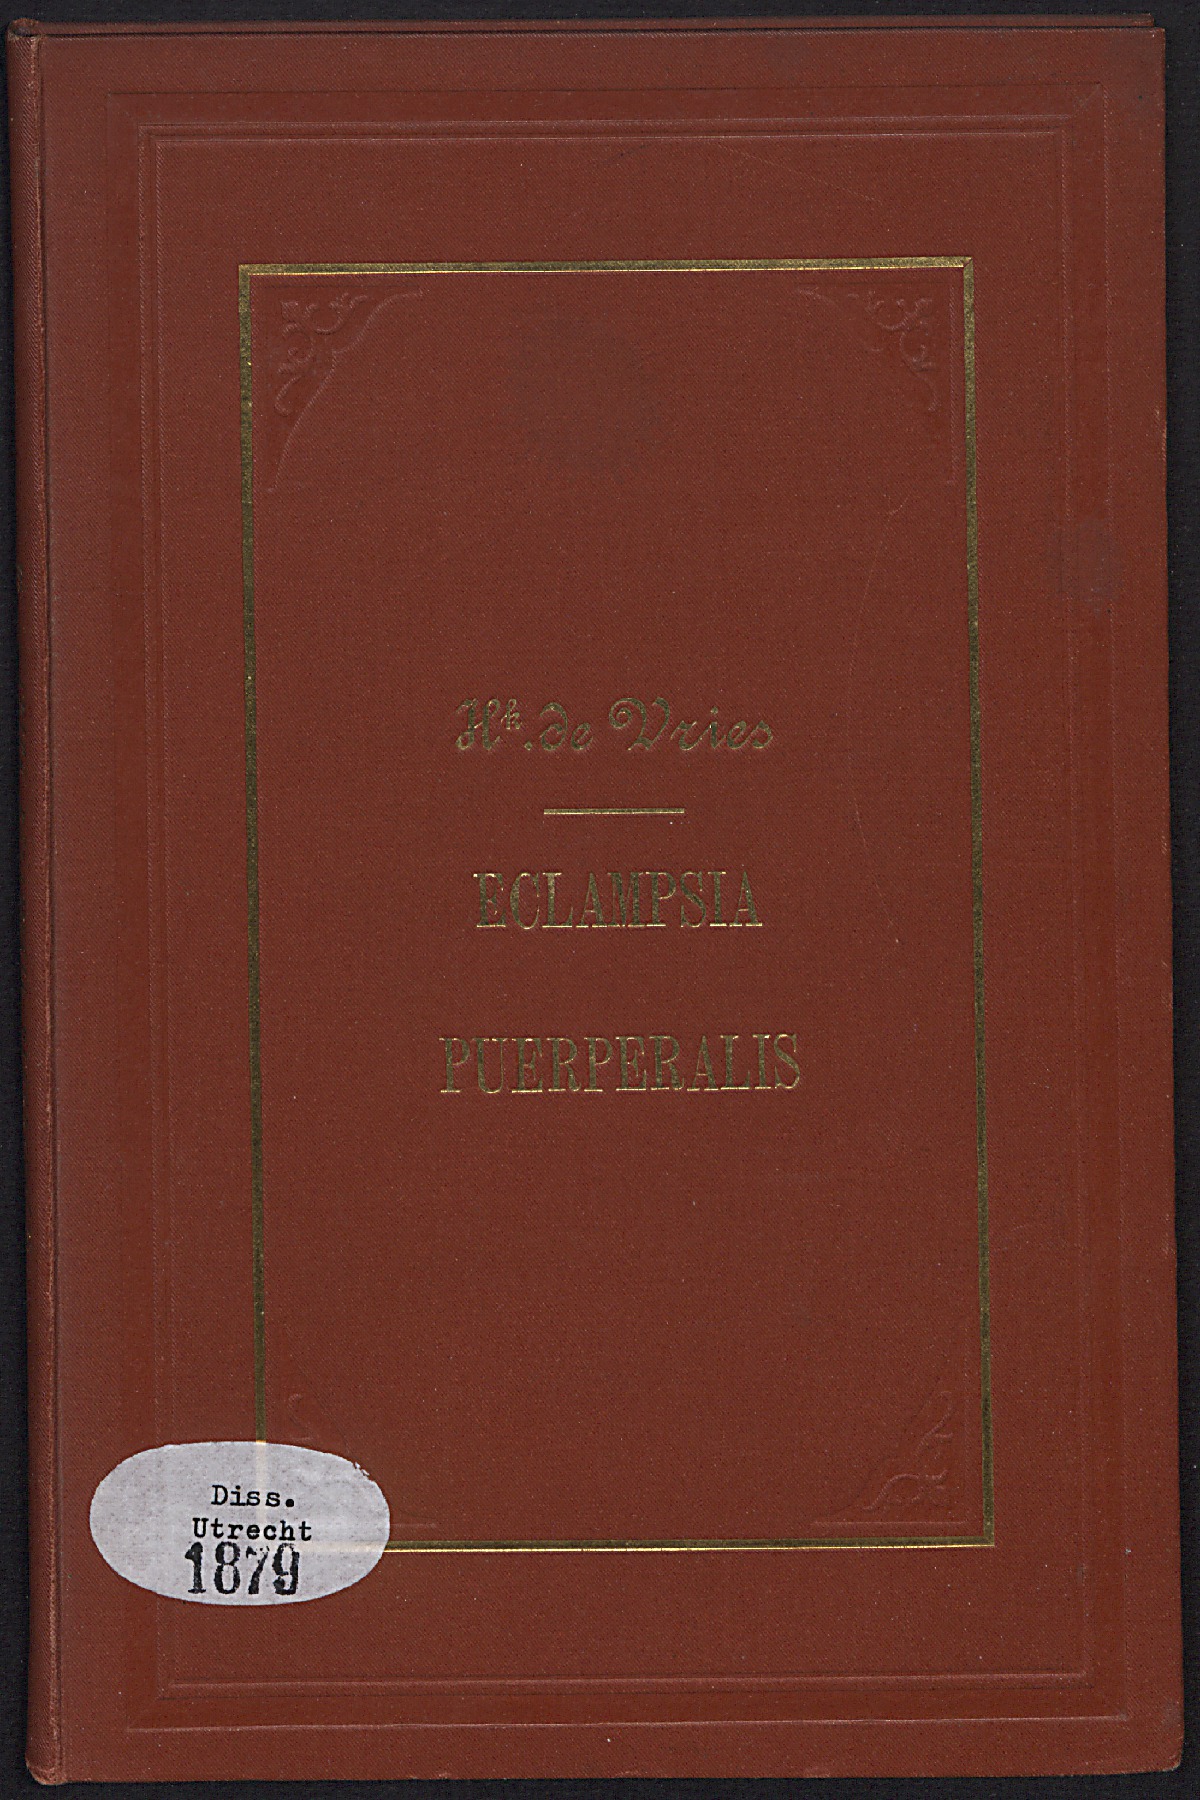 Hk. de Vries
ECLAMPSIA
PUERPERALIS
Diss.
Utrecht
1879